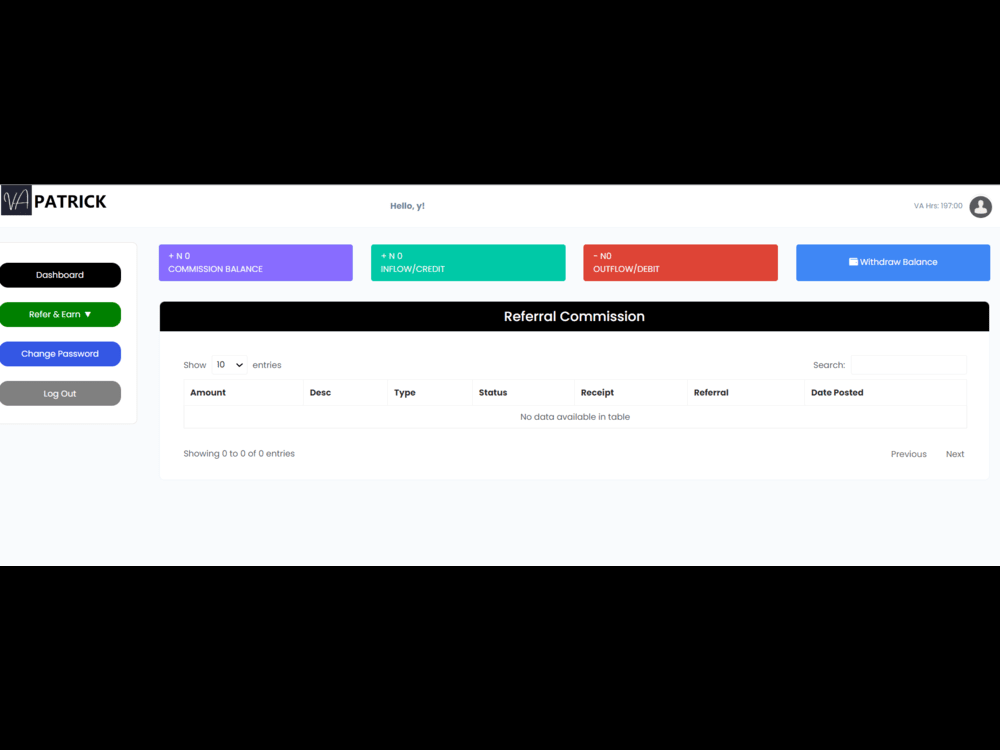 VA PATRICK
Hello, y!
VA Hrs: 197:00
Dashboard
Refer & Earn ▼
Change Password
Log Out
+ N 0
COMMISSION BALANCE
+ N 0
INFLOW/CREDIT
- N0
OUTFLOW/DEBIT
Withdraw Balance
Referral Commission
Show 10 entries
Search:
Amount Desc Type Status Receipt Referral Date Posted
No data available in table
Showing 0 to 0 of 0 entries
Previous Next